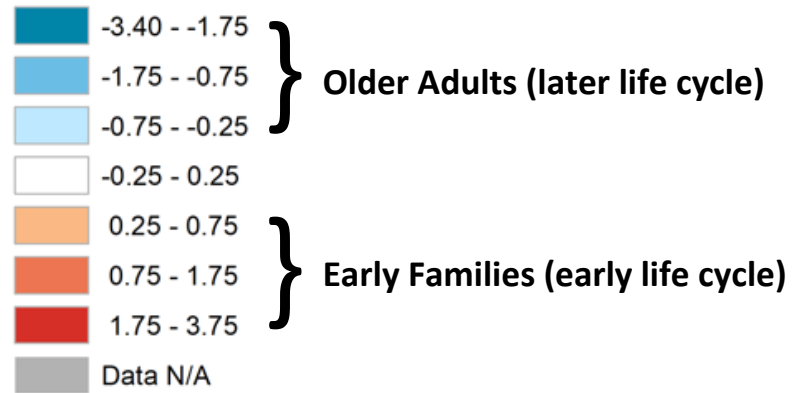 -3.40 - -1.75
-1.75 - -0.75
Older Adults (later life cycle)
-0.75 - -0.25
-0.25 - 0.25
0.25 - 0.75
0.75 - 1.75
Early Families (early life cycle)
1.75 - 3.75
Data N/A